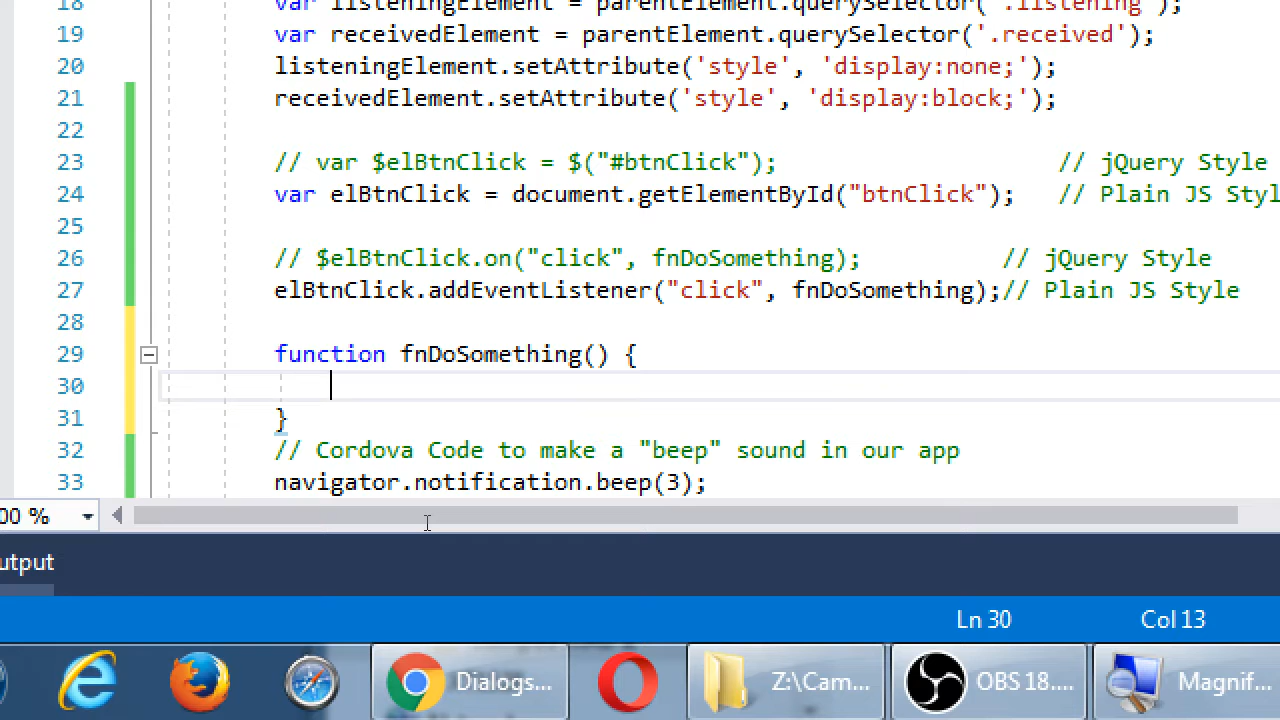 18 var listeningElement = parentElement.querySelector('.listening');
19 var receivedElement = parentElement.querySelector('.received');
20 listeningElement.setAttribute('style', 'display:none;');
21 receivedElement.setAttribute('style', 'display:block;');
22
23 // var $elBtnClick = $("#btnClick"); // jQuery Style
24 var elBtnClick = document.getElementById("btnClick"); // Plain JS Styl
25
26 // $elBtnClick.on("click", fnDoSomething); // jQuery Style
27 elBtnClick.addEventListener("click", fnDoSomething);// Plain JS Style
28
29 function fnDoSomething() {
30
31 }
32 // Cordova Code to make a "beep" sound in our app
33 navigator.notification.beep(3);
00 %
utput
Ln 30 Col 13
Dialogs... Z:\Cam... OBS 18.... Magnif...